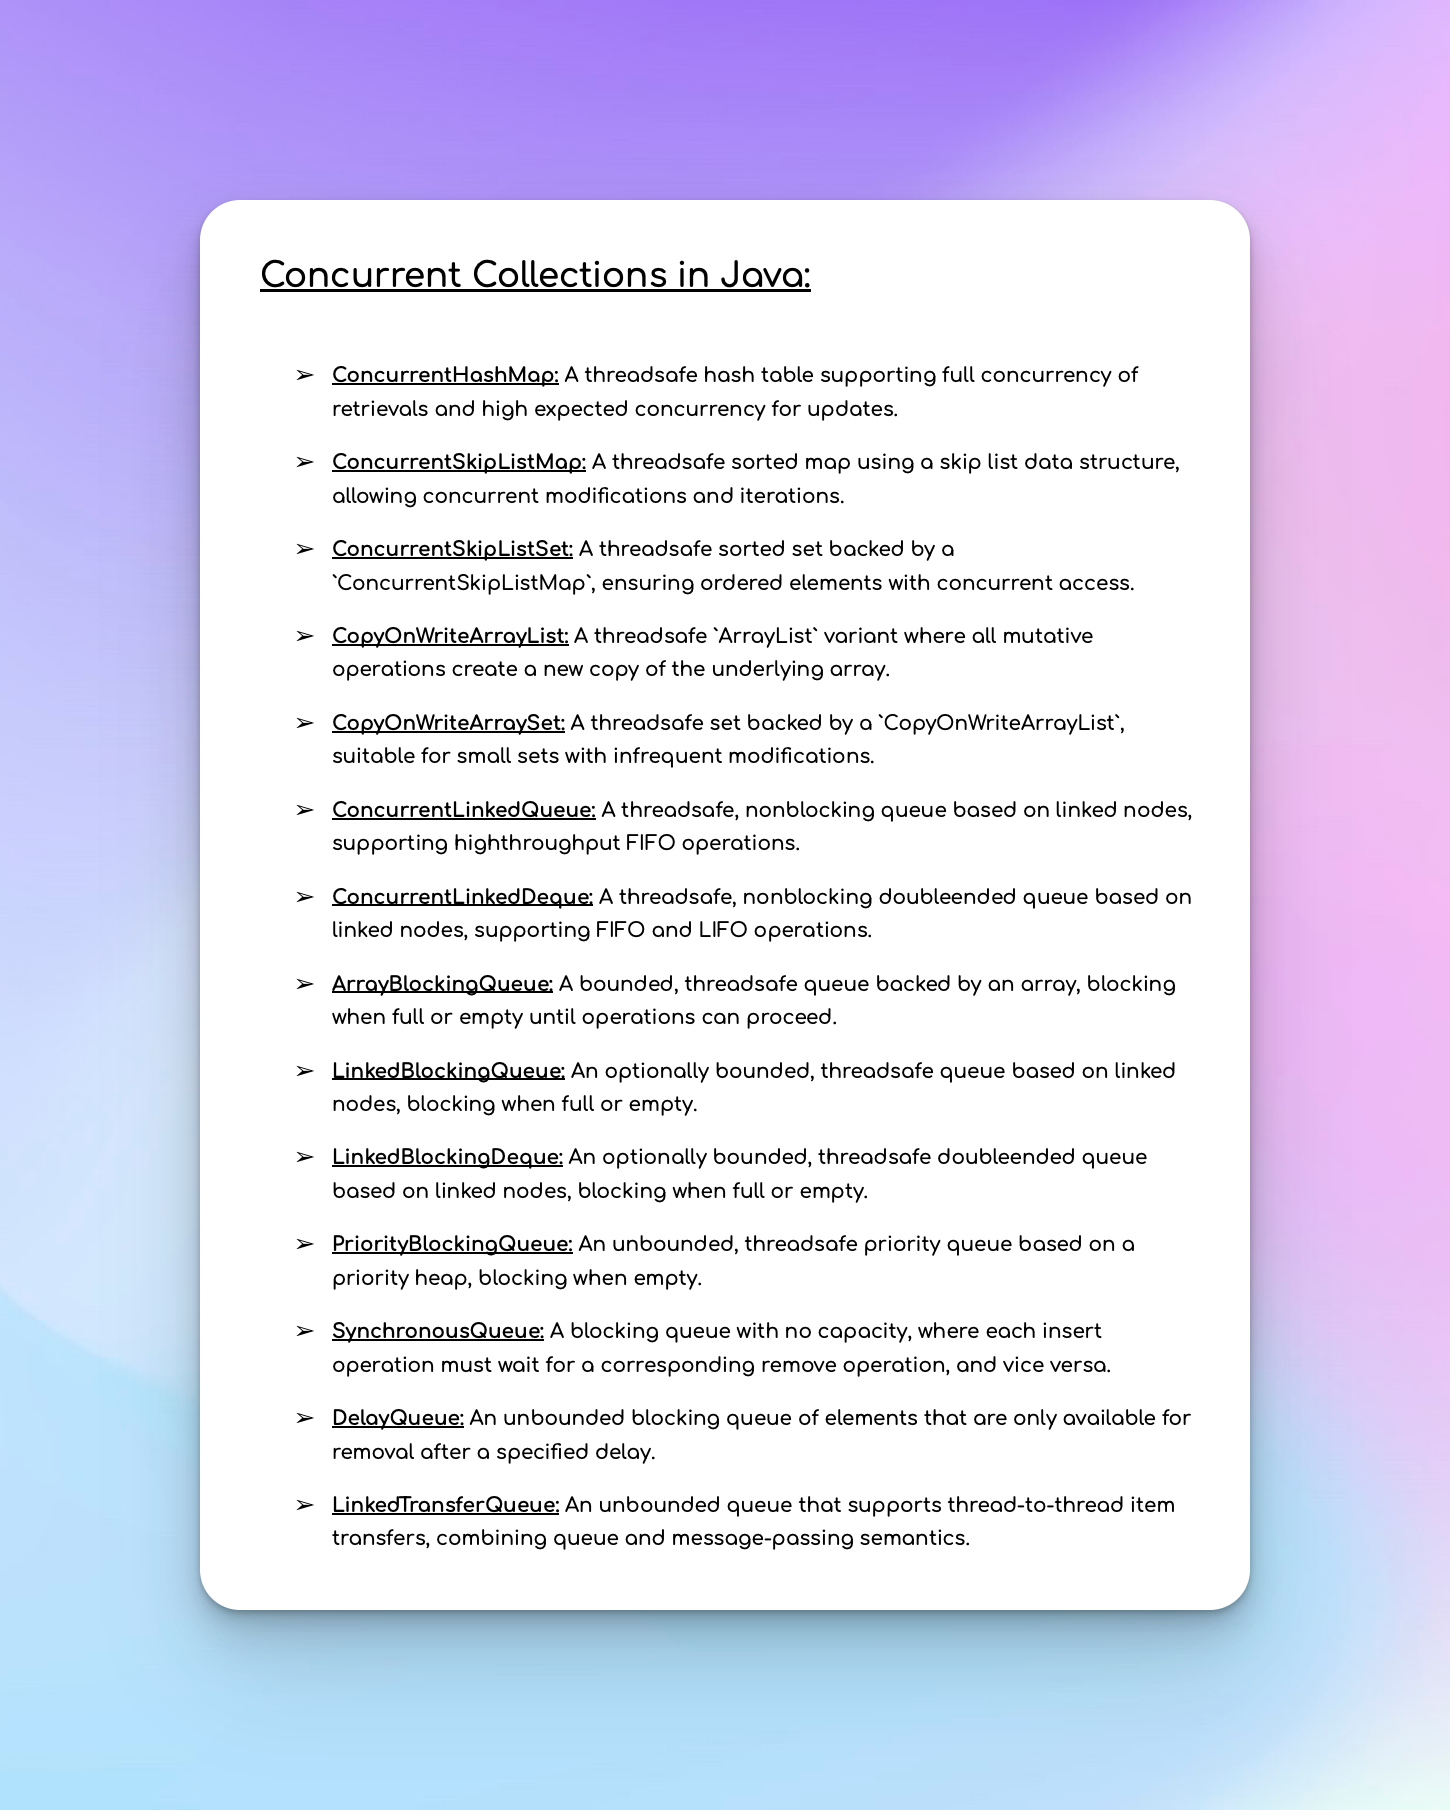 Concurrent Collections in Java:
➢ ConcurrentHashMap: A threadsafe hash table supporting full concurrency of
retrievals and high expected concurrency for updates.
➢ ConcurrentSkipListMap: A threadsafe sorted map using a skip list data structure,
allowing concurrent modifications and iterations.
➢ ConcurrentSkipListSet: A threadsafe sorted set backed by a
`ConcurrentSkipListMap`, ensuring ordered elements with concurrent access.
➢ CopyOnWriteArrayList: A threadsafe `ArrayList` variant where all mutative
operations create a new copy of the underlying array.
➢ CopyOnWriteArraySet: A threadsafe set backed by a `CopyOnWriteArrayList`,
suitable for small sets with infrequent modifications.
➢ ConcurrentLinkedQueue: A threadsafe, nonblocking queue based on linked nodes,
supporting highthroughput FIFO operations.
➢ ConcurrentLinkedDeque: A threadsafe, nonblocking doubleended queue based on
linked nodes, supporting FIFO and LIFO operations.
➢ ArrayBlockingQueue: A bounded, threadsafe queue backed by an array, blocking
when full or empty until operations can proceed.
➢ LinkedBlockingQueue: An optionally bounded, threadsafe queue based on linked
nodes, blocking when full or empty.
➢ LinkedBlockingDeque: An optionally bounded, threadsafe doubleended queue
based on linked nodes, blocking when full or empty.
➢ PriorityBlockingQueue: An unbounded, threadsafe priority queue based on a
priority heap, blocking when empty.
➢ SynchronousQueue: A blocking queue with no capacity, where each insert
operation must wait for a corresponding remove operation, and vice versa.
➢ DelayQueue: An unbounded blocking queue of elements that are only available for
removal after a specified delay.
➢ LinkedTransferQueue: An unbounded queue that supports thread-to-thread item
transfers, combining queue and message-passing semantics.